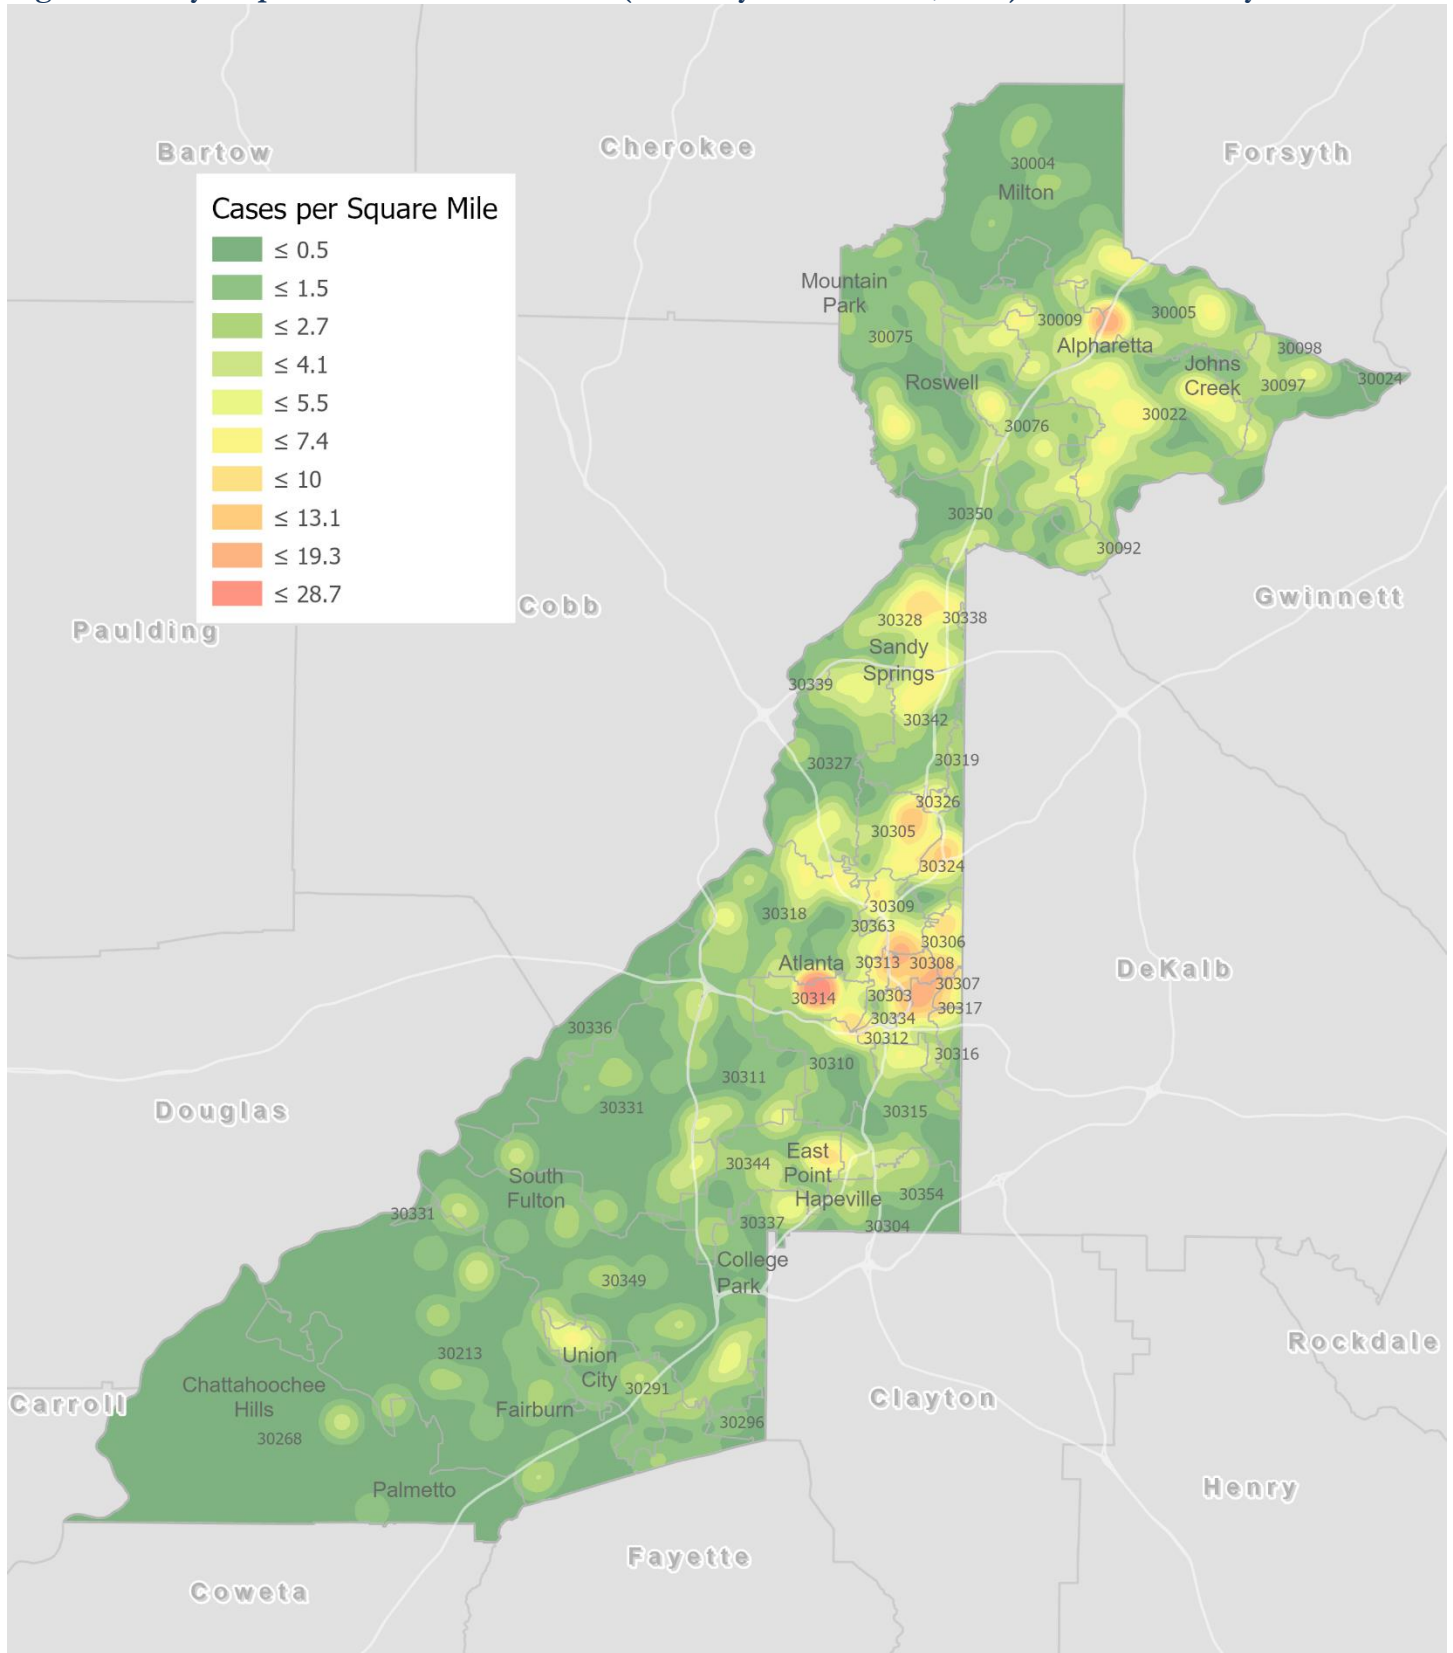 Bartow
Cherokee
Forsyth
Cases per Square Mile
≤ 0.5
≤ 1.5
≤ 2.7
≤ 4.1
≤ 5.5
≤ 7.4
≤ 10
≤ 13.1
≤ 19.3
≤ 28.7
30004
Milton
Mountain
Park
30075
30009
30005
Alpharetta
Johns
Creek
30098
30097
30024
Roswell
30022
30076
30350
30092
Paulding
Cobb
Gwinnett
30328
30338
Sandy
Springs
30339
30342
30327
30319
30326
30305
30324
30309
30318
30363
30306
Atlanta
30313
30308
30307
30314
30303
30317
30334
30312
30316
DeKalb
30336
30310
30311
30331
30315
Douglas
East
Point
30344
South
Fulton
Hapeville
30354
30331
30337
30304
College
Park
30349
Union
City
30213
30291
Chattahoochee
Hills
Fairburn
30296
30268
Palmetto
Carroll
Clayton
Rockdale
Henry
Fayette
Coweta